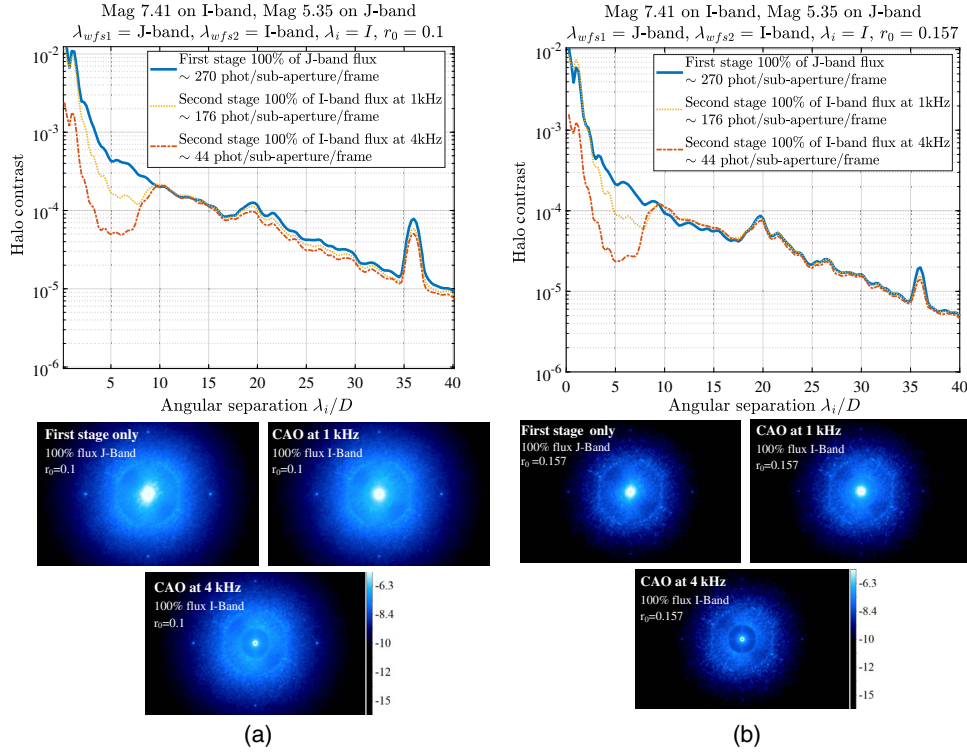 Mag 7.41 on I-band, Mag 5.35 on J-band
λwfs1 = J-band, λwfs2 = I-band, λi = I, r0 = 0.1
10-2
First stage 100% of J-band flux
~ 270 phot/sub-aperture/frame
Second stage 100% of I-band flux at 1kHz
~ 176 phot/sub-aperture/frame
Second stage 100% of I-band flux at 4kHz
~ 44 phot/sub-aperture/frame
10-3
Halo contrast
10-4
10-5
10-6
5 10 15 20 25 30 35 40
Angular separation λi/D
First stage only
100% flux J-Band
r0=0.1
CAO at 1 kHz
100% flux I-Band
r0=0.1
CAO at 4 kHz
100% flux I-Band
r0=0.1
-6.3
-8.4
-10
-12
-15
(a)
Mag 7.41 on I-band, Mag 5.35 on J-band
λwfs1 = J-band, λwfs2 = I-band, λi = I, r0 = 0.157
10-2
First stage 100% of J-band flux
~ 270 phot/sub-aperture/frame
Second stage 100% of I-band flux at 1kHz
~ 176 phot/sub-aperture/frame
Second stage 100% of I-band flux at 4kHz
~ 44 phot/sub-aperture/frame
10-3
Halo contrast
10-4
10-5
10-6
0 5 10 15 20 25 30 35 40
Angular separation λi/D
First stage only
100% flux J-Band
r0=0.157
CAO at 1 kHz
100% flux I-Band
r0=0.157
CAO at 4 kHz
100% flux I-Band
r0=0.157
-6.3
-8.4
-10
-12
-15
(b)